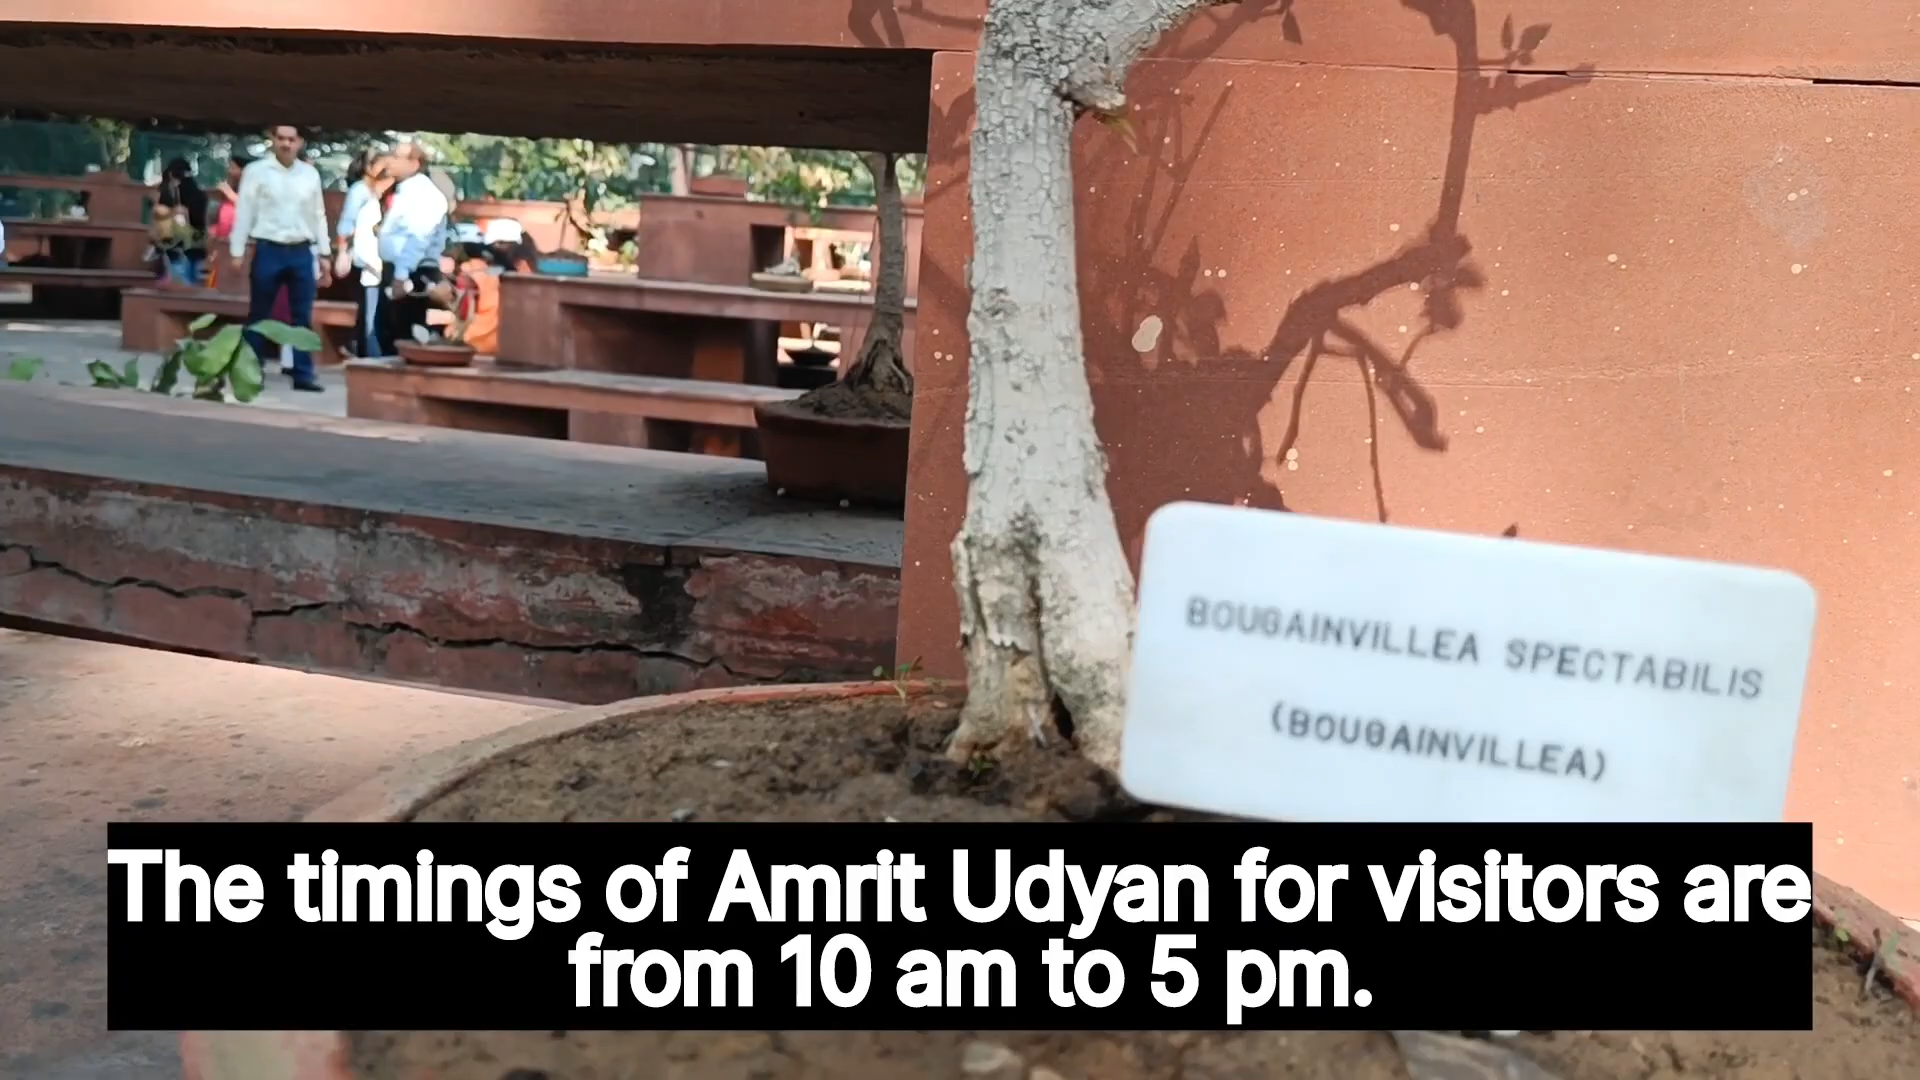 BOUGAINVILLEA SPECTABILIS
(BOUGAINVILLEA)
The timings of Amrit Udyan for visitors are
from 10 am to 5 pm.